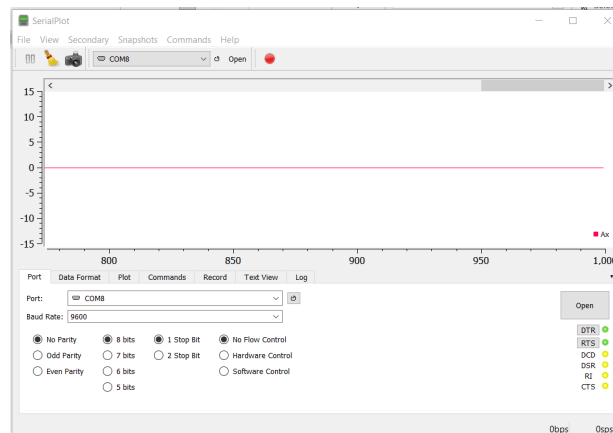 SerialPlot
File View Secondary Snapshots Commands Help
COM8 Open
15
10
5
0
-5
-10
-15
Ax
800 850 900 950 1,00
Port Data Format Plot Commands Record Text View Log
Port: COM8
Open
Baud Rate: 9600
No Parity 8 bits 1 Stop Bit No Flow Control
DTR
Odd Parity 7 bits 2 Stop Bit Hardware Control
RTS
Even Parity 6 bits Software Control
DCD
5 bits
DSR
RI
CTS
0bps 0sps